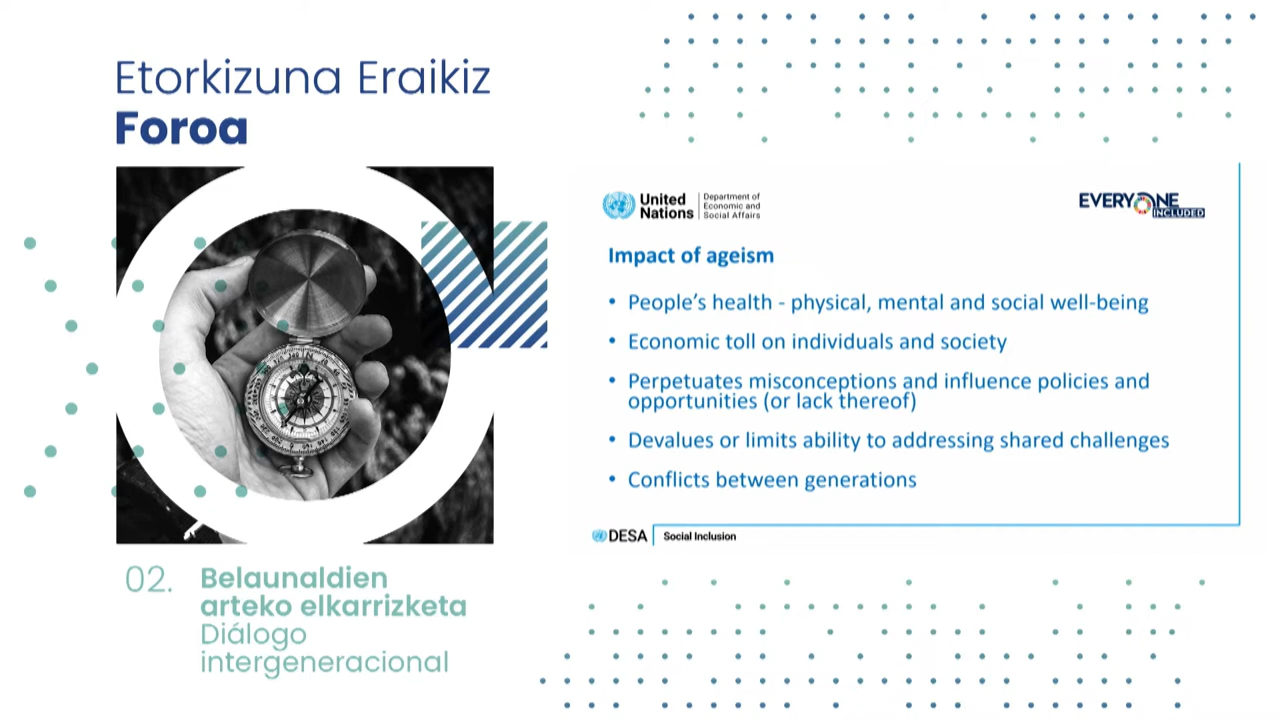 Etorkizuna Eraikiz
Foroa
02.
Belaunaldien
arteko elkarrizketa
Diálogo
intergeneracional
United
Nations
Department of
Economic and
Social Affairs
EVERYONE
INCLUDED
Impact of ageism
• People's health - physical, mental and social well-being
• Economic toll on individuals and society
• Perpetuates misconceptions and influence policies and
opportunities (or lack thereof)
• Devalues or limits ability to addressing shared challenges
• Conflicts between generations
DESA
Social Inclusion